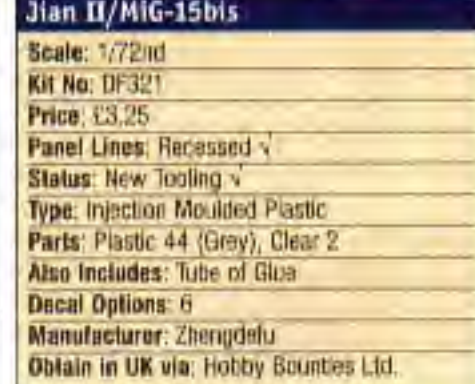 Jian II/MiG-15bis
Scale: 1/72nd
Kit No: DF321
Price: £3.25
Panel Lines: Recessed √
Status: New Tooling √
Type: Injection Moulded Plastic
Parts: Plastic 44 (Grey), Clear 2
Also Includes: Tube of Glue
Decal Options: 6
Manufacturer: Zhengdefu
Obtain in UK via: Hobby Bounties Ltd.